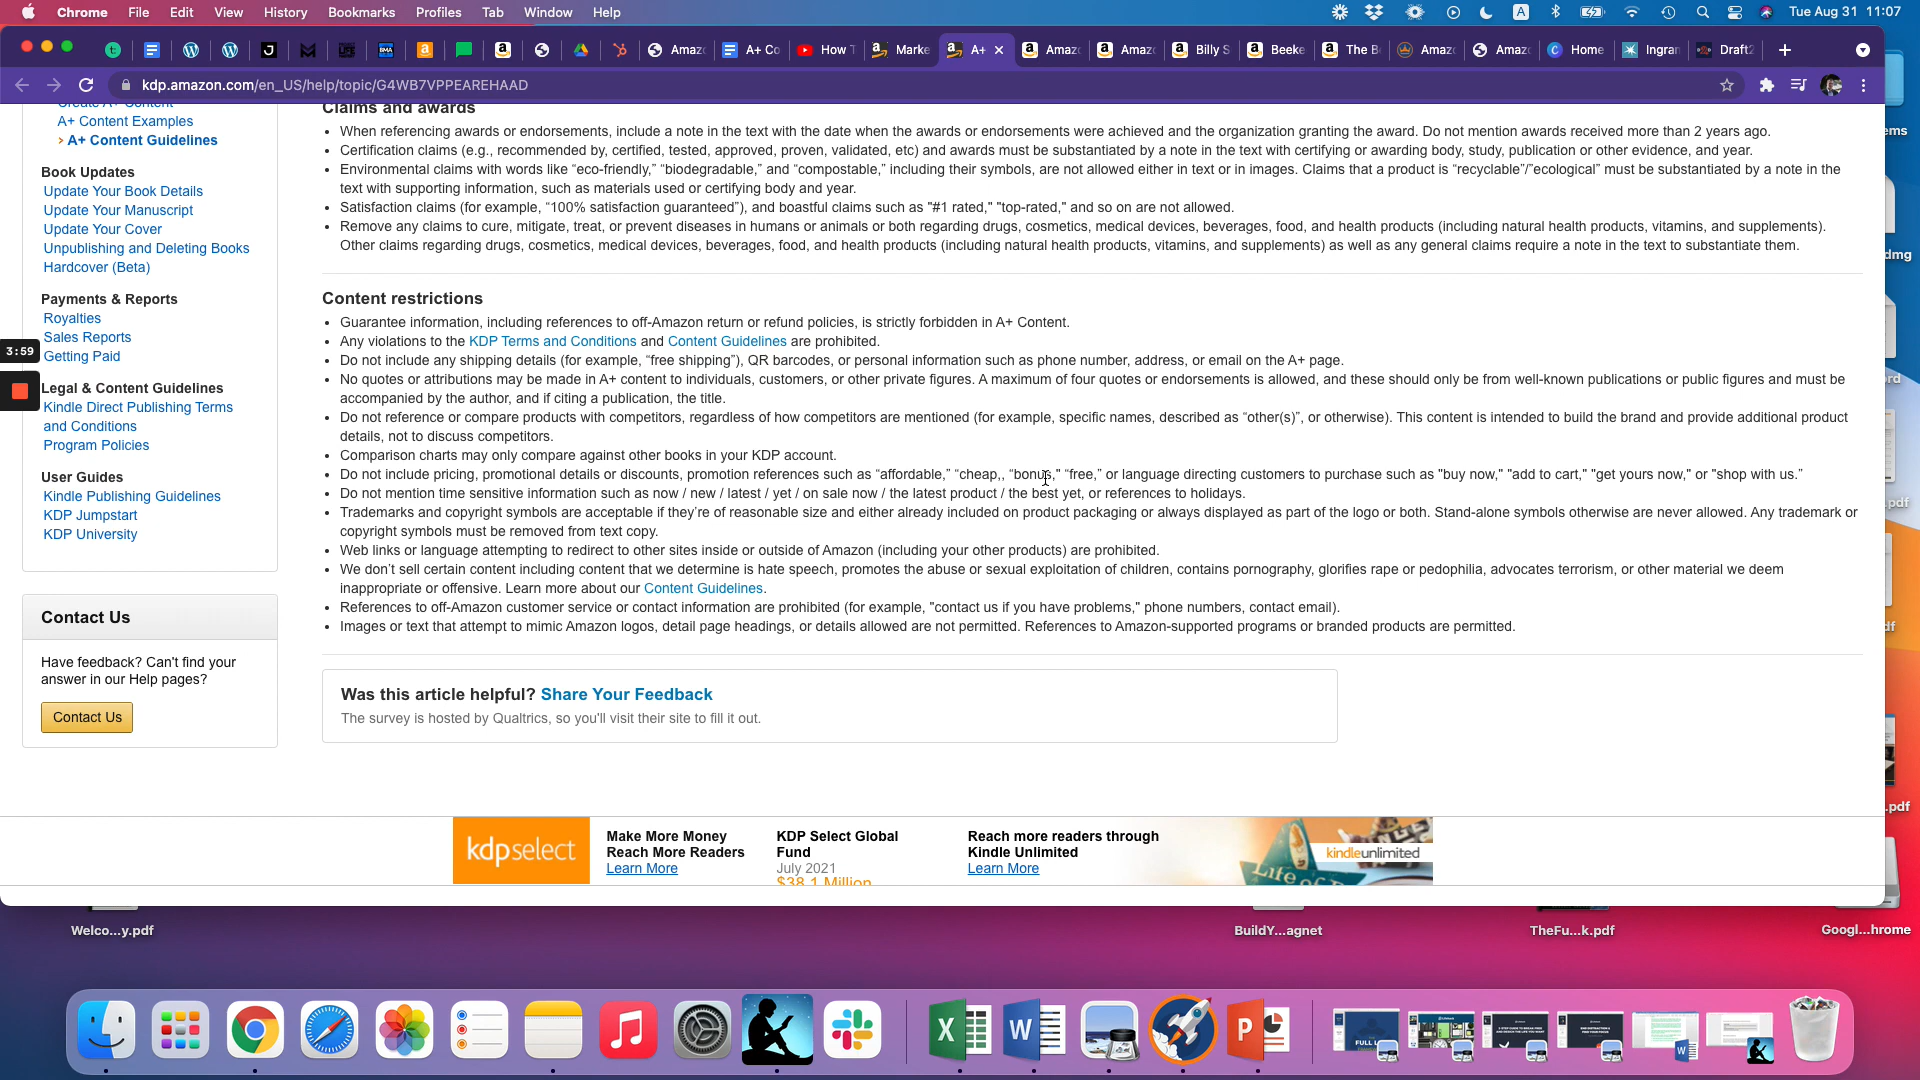 Chrome File Edit View History Bookmarks Profiles Tab Window Help
A
Tue Aug 31 11:07
Amaz
A+ Co
How T
Marke
A+
Amaz
Amaz
Billy S
Beeke
The B
Amaz
Amaz
Home
Ingran
Draft2
kdp.amazon.com/en_US/help/topic/G4WB7VPPEAREHAAD
Create A+ Content
A+ Content Examples
› A+ Content Guidelines
Book Updates
Update Your Book Details
Update Your Manuscript
Update Your Cover
Unpublishing and Deleting Books
Hardcover (Beta)
Payments & Reports
Royalties
Sales Reports
Getting Paid
3:59
Legal & Content Guidelines
Kindle Direct Publishing Terms
and Conditions
Program Policies
User Guides
Kindle Publishing Guidelines
KDP Jumpstart
KDP University
Contact Us
Have feedback? Can't find your
answer in our Help pages?
Contact Us
Claims and awards
• When referencing awards or endorsements, include a note in the text with the date when the awards or endorsements were achieved and the organization granting the award. Do not mention awards received more than 2 years ago.
• Certification claims (e.g., recommended by, certified, tested, approved, proven, validated, etc) and awards must be substantiated by a note in the text with certifying or awarding body, study, publication or other evidence, and year.
• Environmental claims with words like “eco-friendly,” “biodegradable,” and “compostable,” including their symbols, are not allowed either in text or in images. Claims that a product is “recyclable”/”ecological” must be substantiated by a note in the
text with supporting information, such as materials used or certifying body and year.
• Satisfaction claims (for example, “100% satisfaction guaranteed”), and boastful claims such as "#1 rated," "top-rated," and so on are not allowed.
• Remove any claims to cure, mitigate, treat, or prevent diseases in humans or animals or both regarding drugs, cosmetics, medical devices, beverages, food, and health products (including natural health products, vitamins, and supplements).
Other claims regarding drugs, cosmetics, medical devices, beverages, food, and health products (including natural health products, vitamins, and supplements) as well as any general claims require a note in the text to substantiate them.
Content restrictions
• Guarantee information, including references to off-Amazon return or refund policies, is strictly forbidden in A+ Content.
• Any violations to the KDP Terms and Conditions and Content Guidelines are prohibited.
• Do not include any shipping details (for example, “free shipping”), QR barcodes, or personal information such as phone number, address, or email on the A+ page.
• No quotes or attributions may be made in A+ content to individuals, customers, or other private figures. A maximum of four quotes or endorsements is allowed, and these should only be from well-known publications or public figures and must be
accompanied by the author, and if citing a publication, the title.
• Do not reference or compare products with competitors, regardless of how competitors are mentioned (for example, specific names, described as “other(s)”, or otherwise). This content is intended to build the brand and provide additional product
details, not to discuss competitors.
• Comparison charts may only compare against other books in your KDP account.
• Do not include pricing, promotional details or discounts, promotion references such as “affordable,” “cheap,, “bonus," “free,” or language directing customers to purchase such as "buy now," "add to cart," "get yours now," or "shop with us.”
• Do not mention time sensitive information such as now / new / latest / yet / on sale now / the latest product / the best yet, or references to holidays.
• Trademarks and copyright symbols are acceptable if they’re of reasonable size and either already included on product packaging or always displayed as part of the logo or both. Stand-alone symbols otherwise are never allowed. Any trademark or
copyright symbols must be removed from text copy.
• Web links or language attempting to redirect to other sites inside or outside of Amazon (including your other products) are prohibited.
• We don’t sell certain content including content that we determine is hate speech, promotes the abuse or sexual exploitation of children, contains pornography, glorifies rape or pedophilia, advocates terrorism, or other material we deem
inappropriate or offensive. Learn more about our Content Guidelines.
• References to off-Amazon customer service or contact information are prohibited (for example, "contact us if you have problems," phone numbers, contact email).
• Images or text that attempt to mimic Amazon logos, detail page headings, or details allowed are not permitted. References to Amazon-supported programs or branded products are permitted.
Was this article helpful? Share Your Feedback
The survey is hosted by Qualtrics, so you'll visit their site to fill it out.
kdpselect
Make More Money
Reach More Readers
Learn More
KDP Select Global
Fund
July 2021
$38.1 Million
Reach more readers through
Kindle Unlimited
Learn More
Life of
kindleunlimited
ems
dmg
ord
pdf
df
.pdf
Welco...y.pdf
BuildY...agnet
TheFu...k.pdf
Googl...hrome
X
W
P
FULL